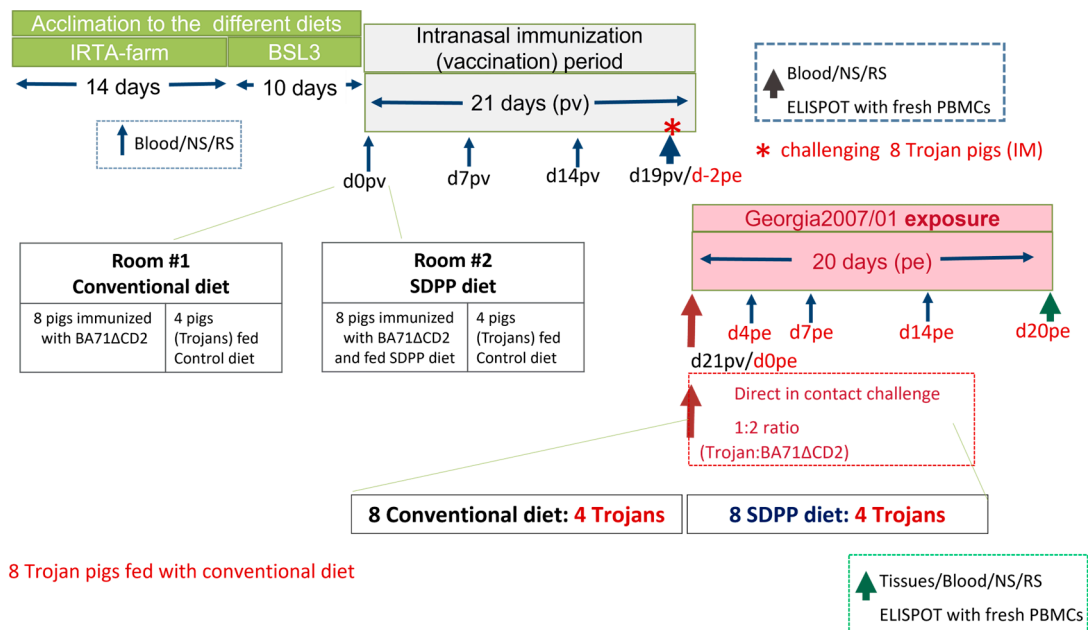 Acclimation to the different diets
IRTA-farm
BSL3
14 days
10 days
Blood/NS/RS
Intranasal immunization
(vaccination) period
21 days (pv)
*
d0pv
d7pv
d14pv
d19pv/d-2pe
Blood/NS/RS
ELISPOT with fresh PBMCs
* challenging 8 Trojan pigs (IM)
Room #1
Conventional diet
8 pigs immunized
with BA71ΔCD2
4 pigs
(Trojans) fed
Control diet
Room #2
SDPP diet
8 pigs immunized
with BA71ΔCD2
and fed SDPP diet
4 pigs
(Trojans) fed
Control diet
Georgia2007/01 exposure
20 days (pe)
d4pe
d7pe
d14pe
d20pe
d21pv/d0pe
Direct in contact challenge
1:2 ratio
(Trojan:BA71ΔCD2)
8 Conventional diet: 4 Trojans
8 SDPP diet: 4 Trojans
8 Trojan pigs fed with conventional diet
Tissues/Blood/NS/RS
ELISPOT with fresh PBMCs